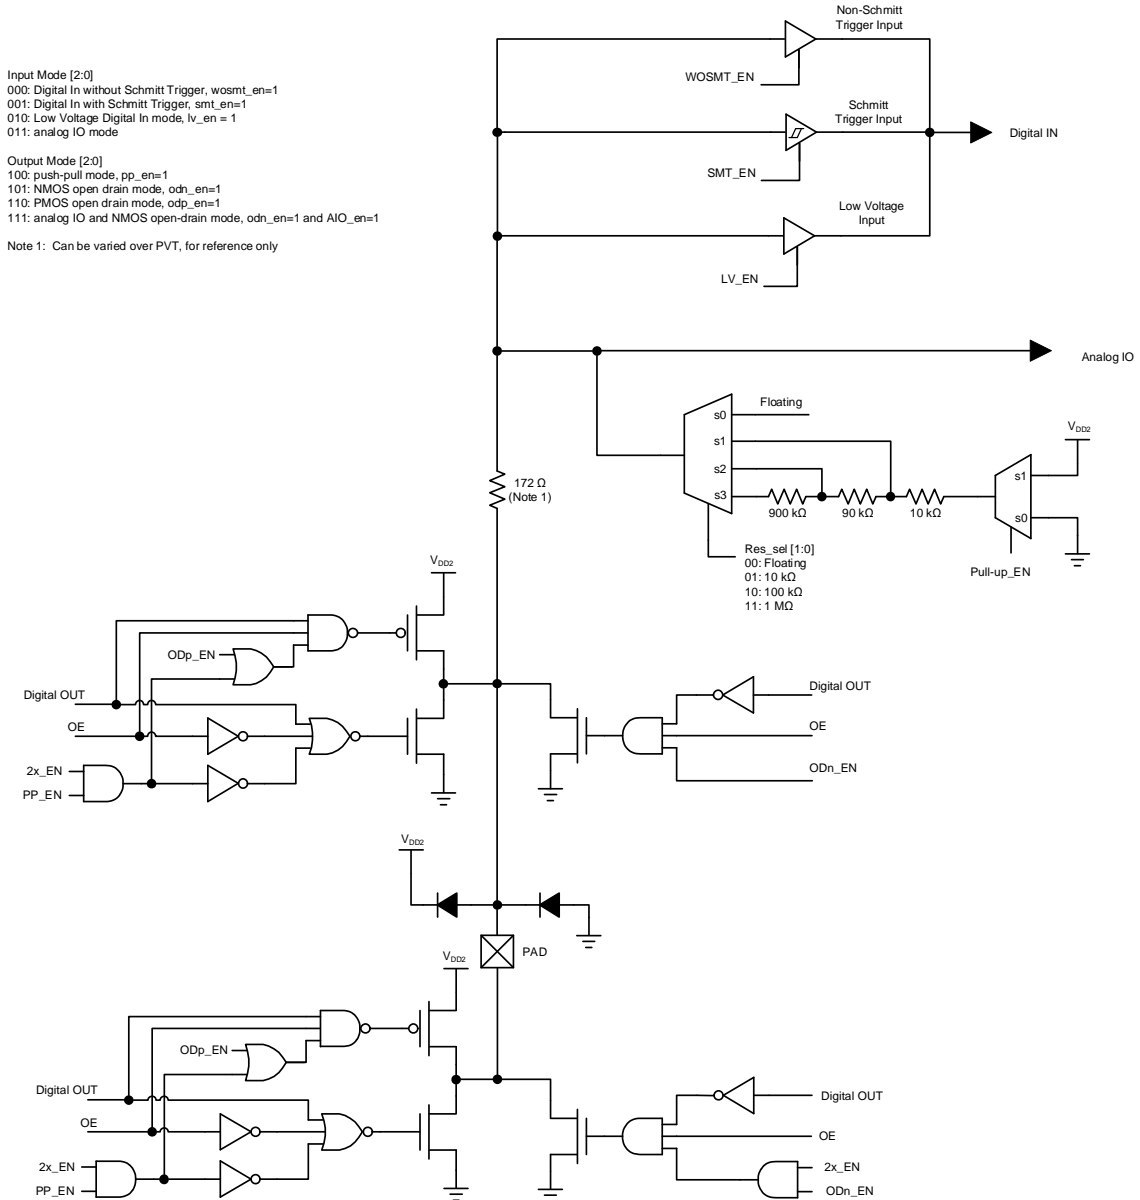 Non-Schmitt
Trigger Input
WOSMT_EN
Input Mode [2:0]
000: Digital In without Schmitt Trigger, wosmt_en=1
001: Digital In with Schmitt Trigger, smt_en=1
010: Low Voltage Digital In mode, lv_en = 1
011: analog IO mode
Output Mode [2:0]
100: push-pull mode, pp_en=1
101: NMOS open drain mode, odn_en=1
110: PMOS open drain mode, odp_en=1
111: analog IO and NMOS open-drain mode, odn_en=1 and AIO_en=1
Note 1: Can be varied over PVT, for reference only
Schmitt
Trigger Input
Digital IN
SMT_EN
Low Voltage
Input
LV_EN
Analog IO
Floating
s0
s1
s2
s3
900 kΩ
90 kΩ
10 kΩ
VDD2
s1
s0
Pull-up_EN
172 Ω
(Note 1)
Res_sel [1:0]
00: Floating
01: 10 kΩ
10: 100 kΩ
11: 1 MΩ
VDD2
ODp_EN
Digital OUT
OE
2x_EN
PP_EN
Digital OUT
OE
ODn_EN
VDD2
PAD
VDD2
ODp_EN
Digital OUT
OE
2x_EN
PP_EN
Digital OUT
OE
2x_EN
ODn_EN